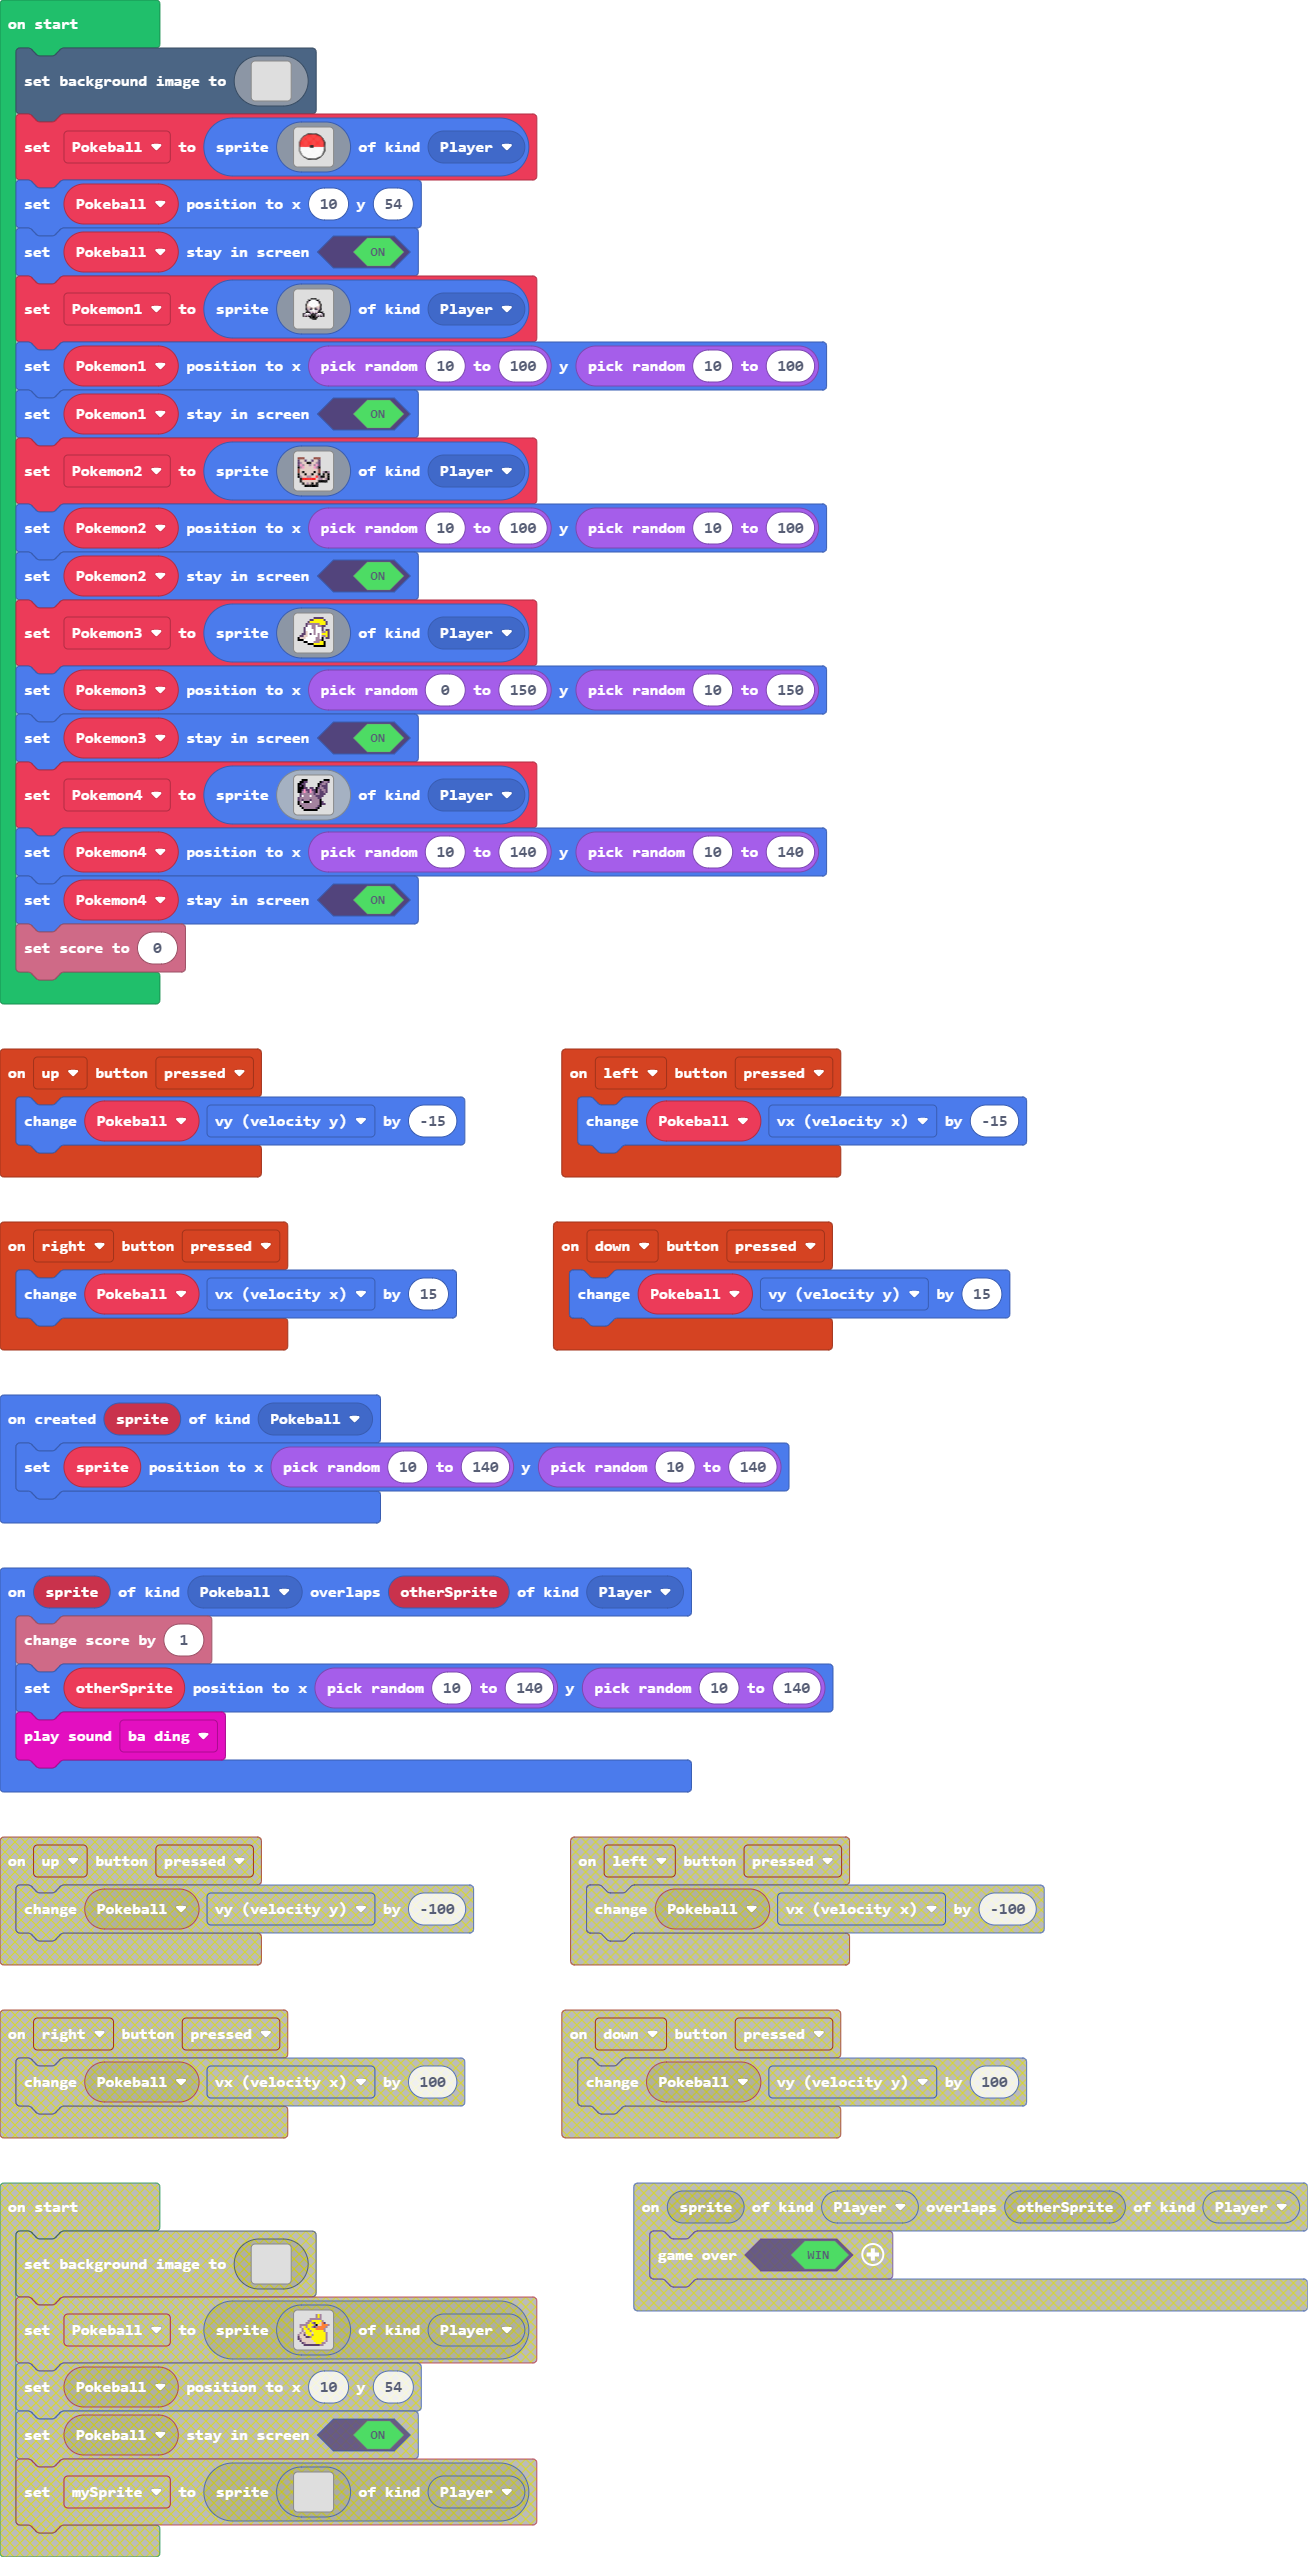 on start
set background image to
set Pokeball to sprite of kind Player
set Pokeball position to x 10 y 54
set Pokeball stay in screen ON
set Pokemon1 to sprite of kind Player
set Pokemon1 position to x pick random 10 to 100 y pick random 10 to 100
set Pokemon1 stay in screen ON
set Pokemon2 to sprite of kind Player
set Pokemon2 position to x pick random 10 to 100 y pick random 10 to 100
set Pokemon2 stay in screen ON
set Pokemon3 to sprite of kind Player
set Pokemon3 position to x pick random 0 to 150 y pick random 10 to 150
set Pokemon3 stay in screen ON
set Pokemon4 to sprite of kind Player
set Pokemon4 position to x pick random 10 to 140 y pick random 10 to 140
set Pokemon4 stay in screen ON
set score to 0
on up button pressed
change Pokeball vy (velocity y) by -15
on left button pressed
change Pokeball vx (velocity x) by -15
on right button pressed
change Pokeball vx (velocity x) by 15
on down button pressed
change Pokeball vy (velocity y) by 15
on created sprite of kind Pokeball
set sprite position to x pick random 10 to 140 y pick random 10 to 140
on sprite of kind Pokeball overlaps otherSprite of kind Player
change score by 1
set otherSprite position to x pick random 10 to 140 y pick random 10 to 140
play sound ba ding
on up button pressed
change Pokeball vy (velocity y) by -100
on left button pressed
change Pokeball vx (velocity x) by -100
on right button pressed
change Pokeball vx (velocity x) by 100
on down button pressed
change Pokeball vy (velocity y) by 100
on start
set background image to
set Pokeball to sprite of kind Player
set Pokeball position to x 10 y 54
set Pokeball stay in screen ON
set mySprite to sprite of kind Player
on sprite of kind Player overlaps otherSprite of kind Player
game over WIN